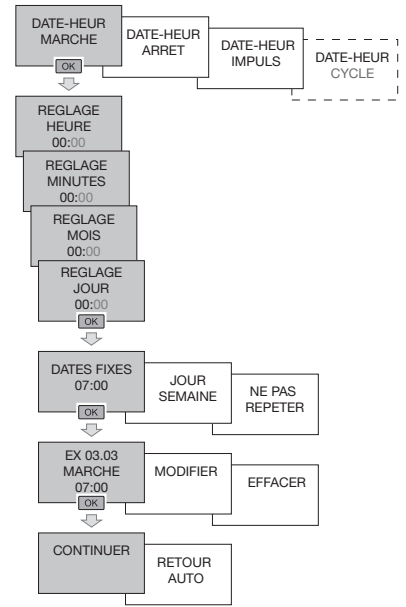 DATE-HEUR
MARCHE
OK
DATE-HEUR
ARRET
DATE-HEUR
IMPULS
DATE-HEUR
CYCLE
REGLAGE
HEURE
00:00
REGLAGE
MINUTES
00:00
REGLAGE
MOIS
00:00
REGLAGE
JOUR
00:00
OK
DATES FIXES
07:00
OK
JOUR
SEMAINE
NE PAS
REPETER
EX 03.03
MARCHE
07:00
OK
MODIFIER
EFFACER
CONTINUER
RETOUR
AUTO